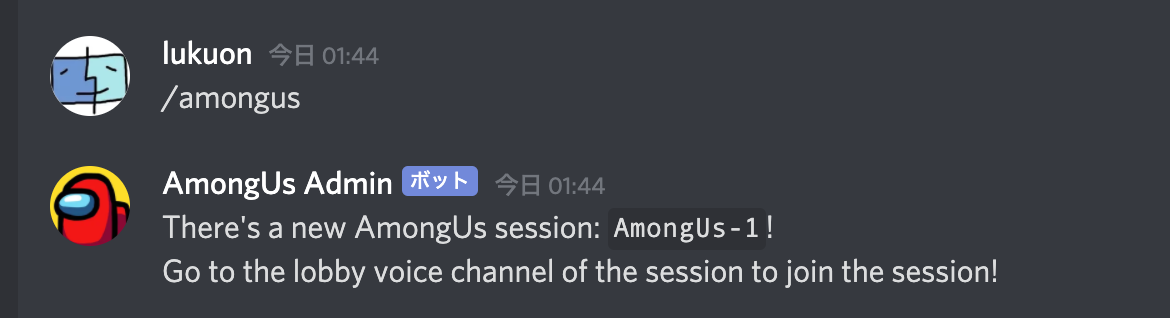 lukuon 今日 01:44
/amongus
AmongUs Admin ボット 今日 01:44
There's a new AmongUs session: AmongUs-1!
Go to the lobby voice channel of the session to join the session!